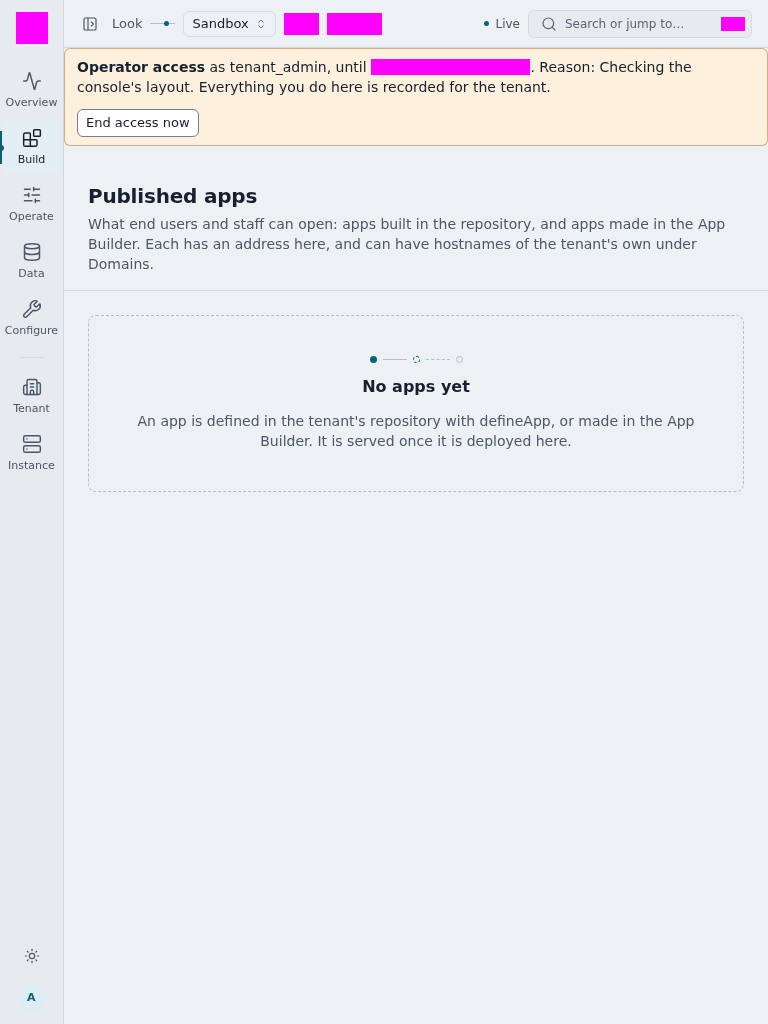 Look
Sandbox
Live
Search or jump to...
Overview
Build
Operate
Data
Configure
Tenant
Instance
A
Operator access as tenant_admin, until . Reason: Checking the
console's layout. Everything you do here is recorded for the tenant.
End access now
Published apps
What end users and staff can open: apps built in the repository, and apps made in the App
Builder. Each has an address here, and can have hostnames of the tenant's own under
Domains.
No apps yet
An app is defined in the tenant's repository with defineApp, or made in the App
Builder. It is served once it is deployed here.